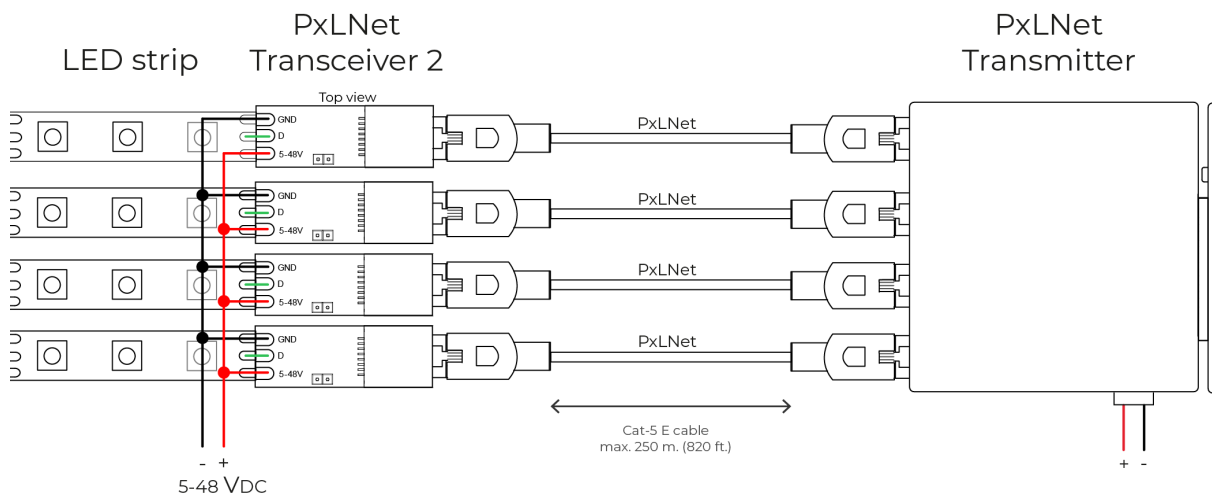 LED strip
PxLNet
Transceiver 2
PxLNet
Transmitter
Top view
GND
D
5-48V
PxLNet
GND
D
5-48V
PxLNet
GND
D
5-48V
PxLNet
GND
D
5-48V
PxLNet
Cat-5 E cable
max. 250 m. (820 ft.)
- +
5-48 VDC
+ -